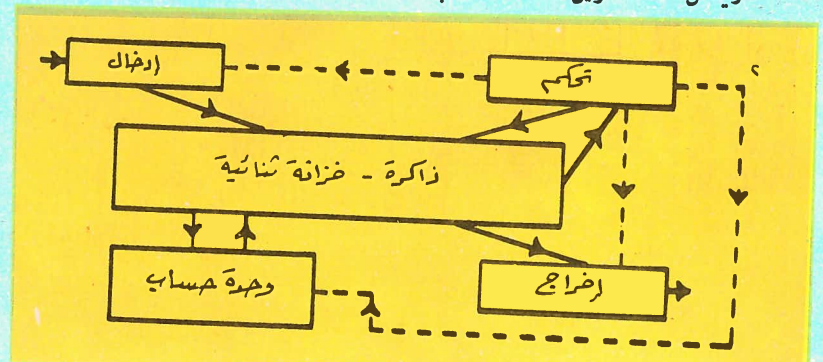 إدخال
تحكم
ذاكرة - خزانة ثنائية
وحدة حساب
إخراج